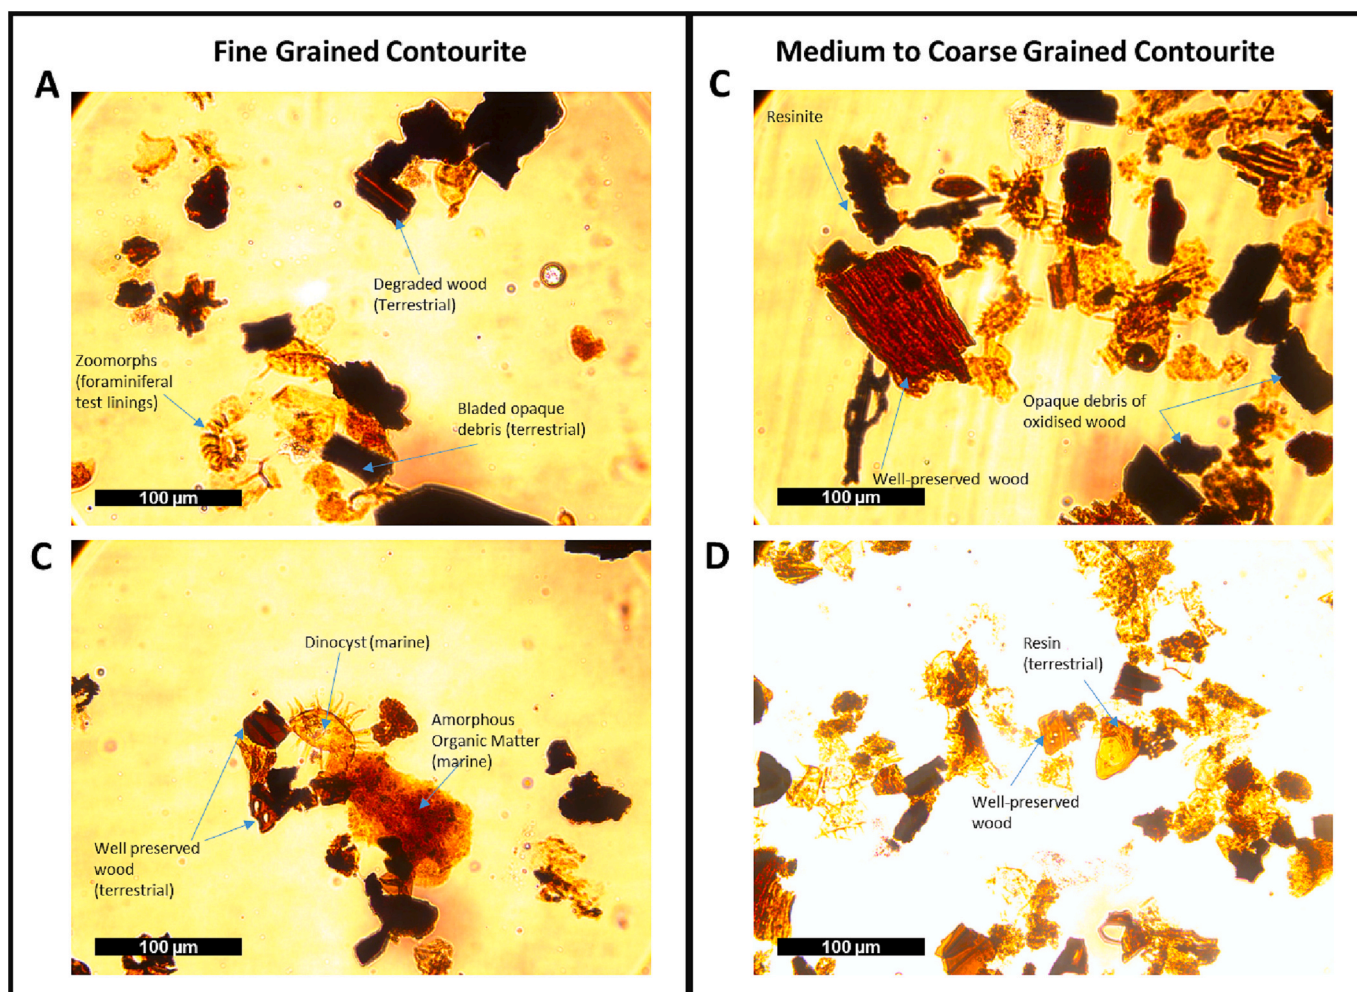 Fine Grained Contourite
Medium to Coarse Grained Contourite
A
Degraded wood
(Terrestrial)
Zoomorphs
(foraminiferal
test linings)
Bladed opaque
debris (terrestrial)
100 µm
C
Resinite
Opaque debris of
oxidised wood
Well-preserved wood
100 µm
C
Dinocyst (marine)
Amorphous
Organic Matter
(marine)
Well preserved
wood
(terrestrial)
100 µm
D
Resin
(terrestrial)
Well-preserved
wood
100 µm